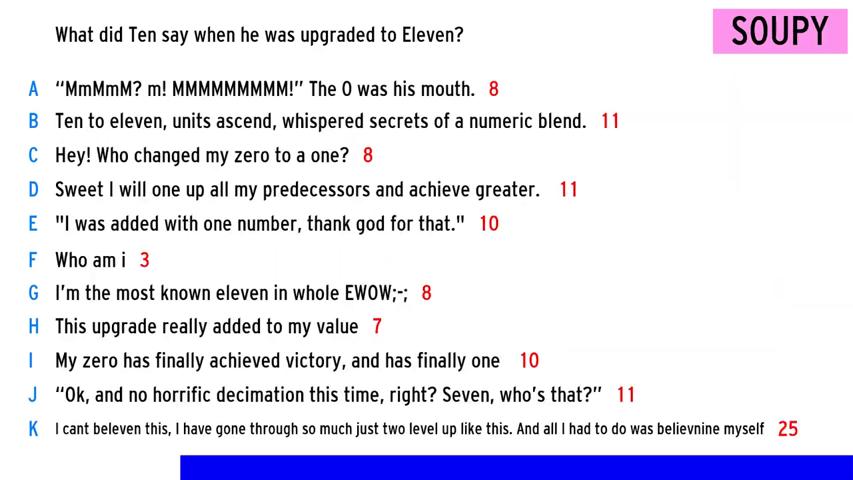 What did Ten say when he was upgraded to Eleven?
SOUPY
A “MmMmM? m! MMMMMMMMM!” The 0 was his mouth. 8
B Ten to eleven, units ascend, whispered secrets of a numeric blend. 11
C Hey! Who changed my zero to a one? 8
D Sweet I will one up all my predecessors and achieve greater. 11
E "I was added with one number, thank god for that." 10
F Who am i 3
G I’m the most known eleven in whole EWOW;-; 8
H This upgrade really added to my value 7
I My zero has finally achieved victory, and has finally one 10
J “Ok, and no horrific decimation this time, right? Seven, who’s that?” 11
K I cant beleven this, I have gone through so much just two level up like this. And all I had to do was believnine myself 25